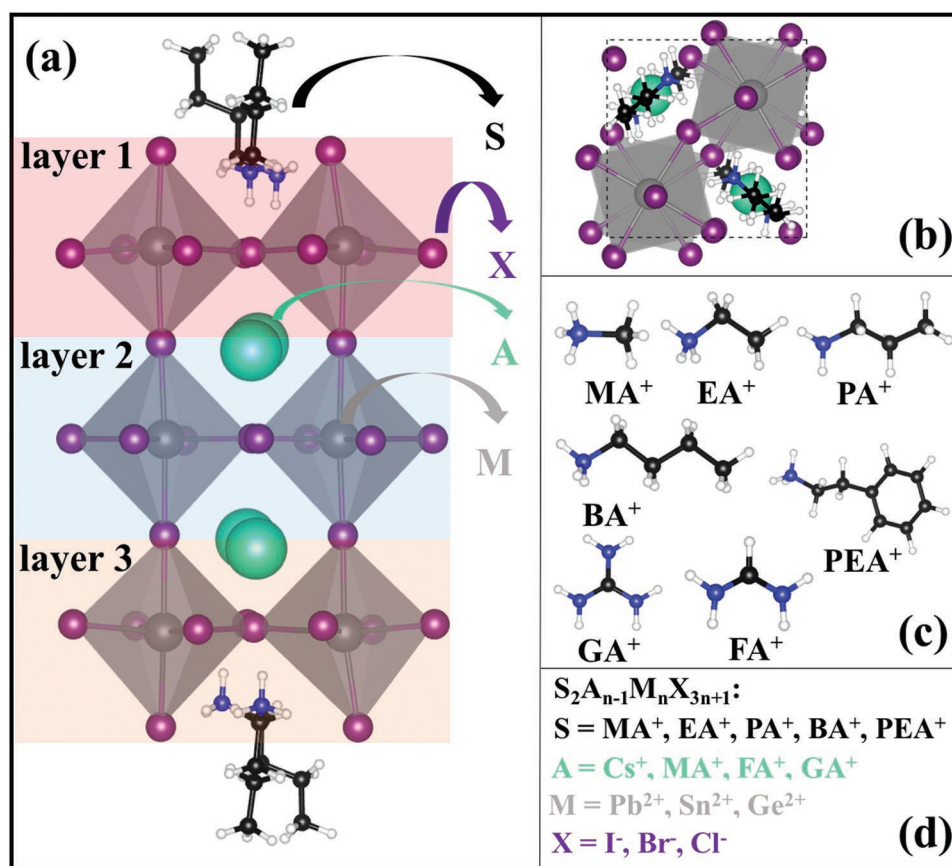 (a)
S
layer 1
X
layer 2
A
M
layer 3
(b)
MA⁺ EA⁺ PA⁺
BA⁺
PEA⁺
GA⁺ FA⁺
(c)
S₂Aₙ₋₁MₙX₃ₙ₊₁:
S = MA⁺, EA⁺, PA⁺, BA⁺, PEA⁺
A = Cs⁺, MA⁺, FA⁺, GA⁺
M = Pb²⁺, Sn²⁺, Ge²⁺
X = I⁻, Br⁻, Cl⁻
(d)